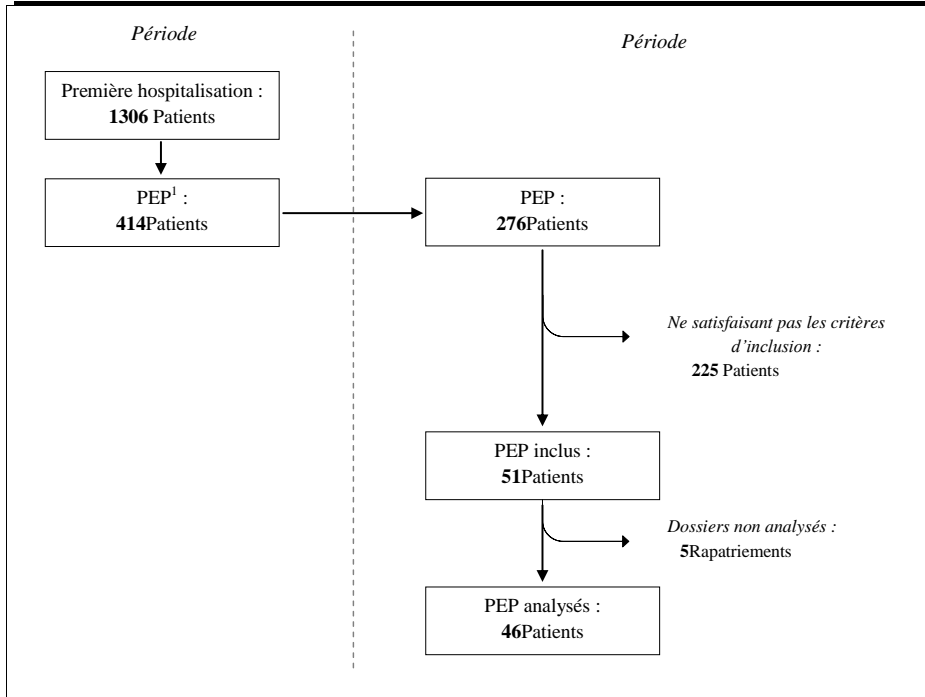 Période
Première hospitalisation :
1306 Patients
PEP¹ :
414Patients
Période
PEP :
276Patients
Ne satisfaisant pas les critères
d’inclusion :
225 Patients
PEP inclus :
51Patients
Dossiers non analysés :
5Rapatriements
PEP analysés :
46Patients